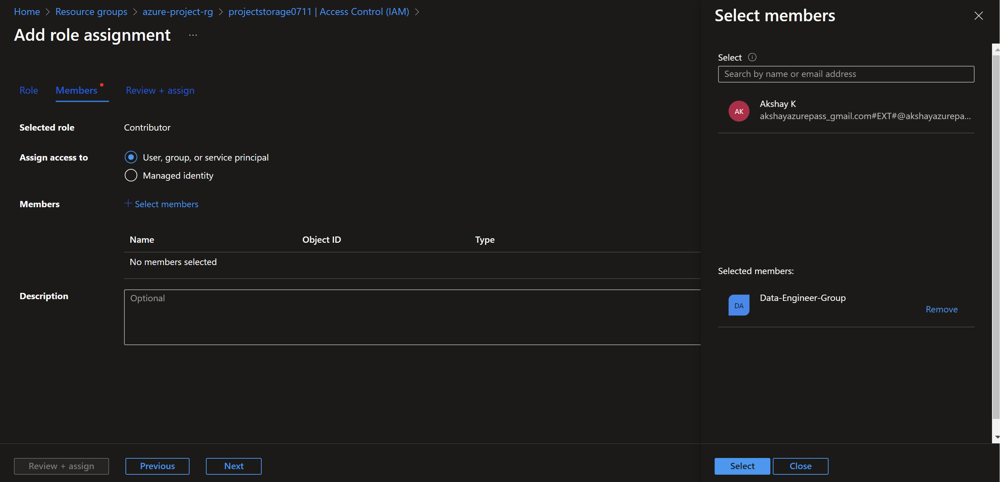 Home > Resource groups > azure-project-rg > projectstorage0711 | Access Control (IAM) >
Add role assignment ...
Role Members Review + assign
Selected role Contributor
Assign access to User, group, or service principal
Managed identity
Members + Select members
Name Object ID Type
No members selected
Description Optional
Review + assign Previous Next
Select members
Select
Search by name or email address
AK Akshay K
akshayazurepass_gmail.com#EXT#@akshayazurepa...
Selected members:
DA Data-Engineer-Group
Remove
Select Close